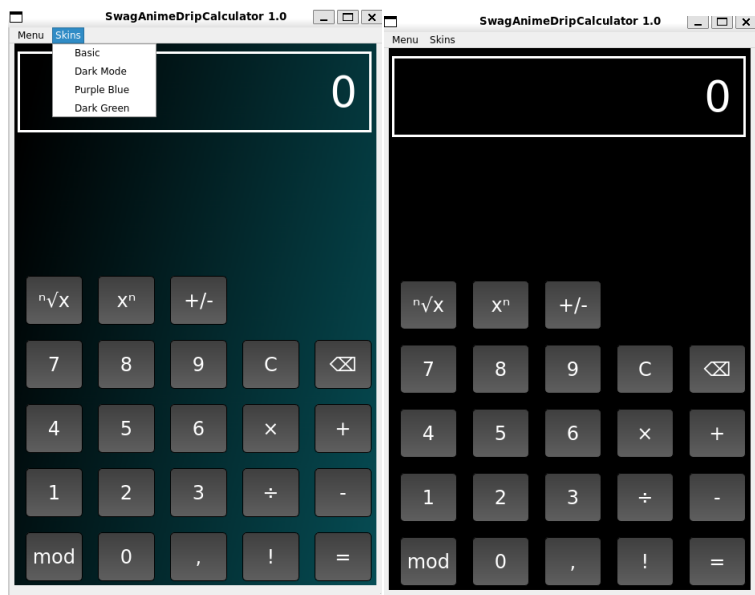 SwagAnimeDripCalculator 1.0
Menu Skins
Basic
Dark Mode
Purple Blue
Dark Green
0
ⁿ√x xⁿ +/-
7 8 9 C ⌫
4 5 6 × +
1 2 3 ÷ -
mod 0 , ! =
SwagAnimeDripCalculator 1.0
Menu Skins
0
ⁿ√x xⁿ +/-
7 8 9 C ⌫
4 5 6 × +
1 2 3 ÷ -
mod 0 , ! =